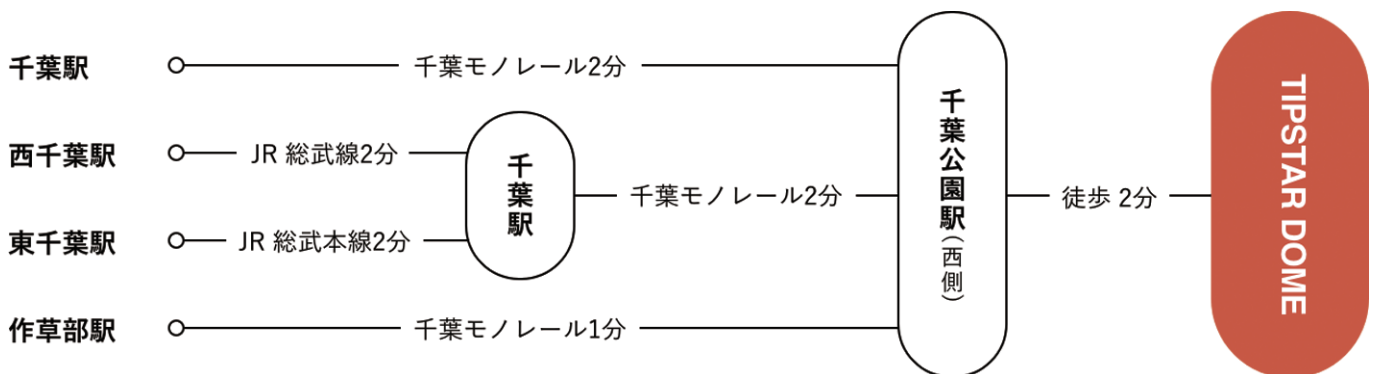 千葉駅
千葉モノレール2分
西千葉駅
JR 総武線2分
東千葉駅
JR 総武本線2分
千葉駅
千葉モノレール2分
作草部駅
千葉モノレール1分
千葉公園駅(西側)
徒歩 2分
TIPSTAR DOME